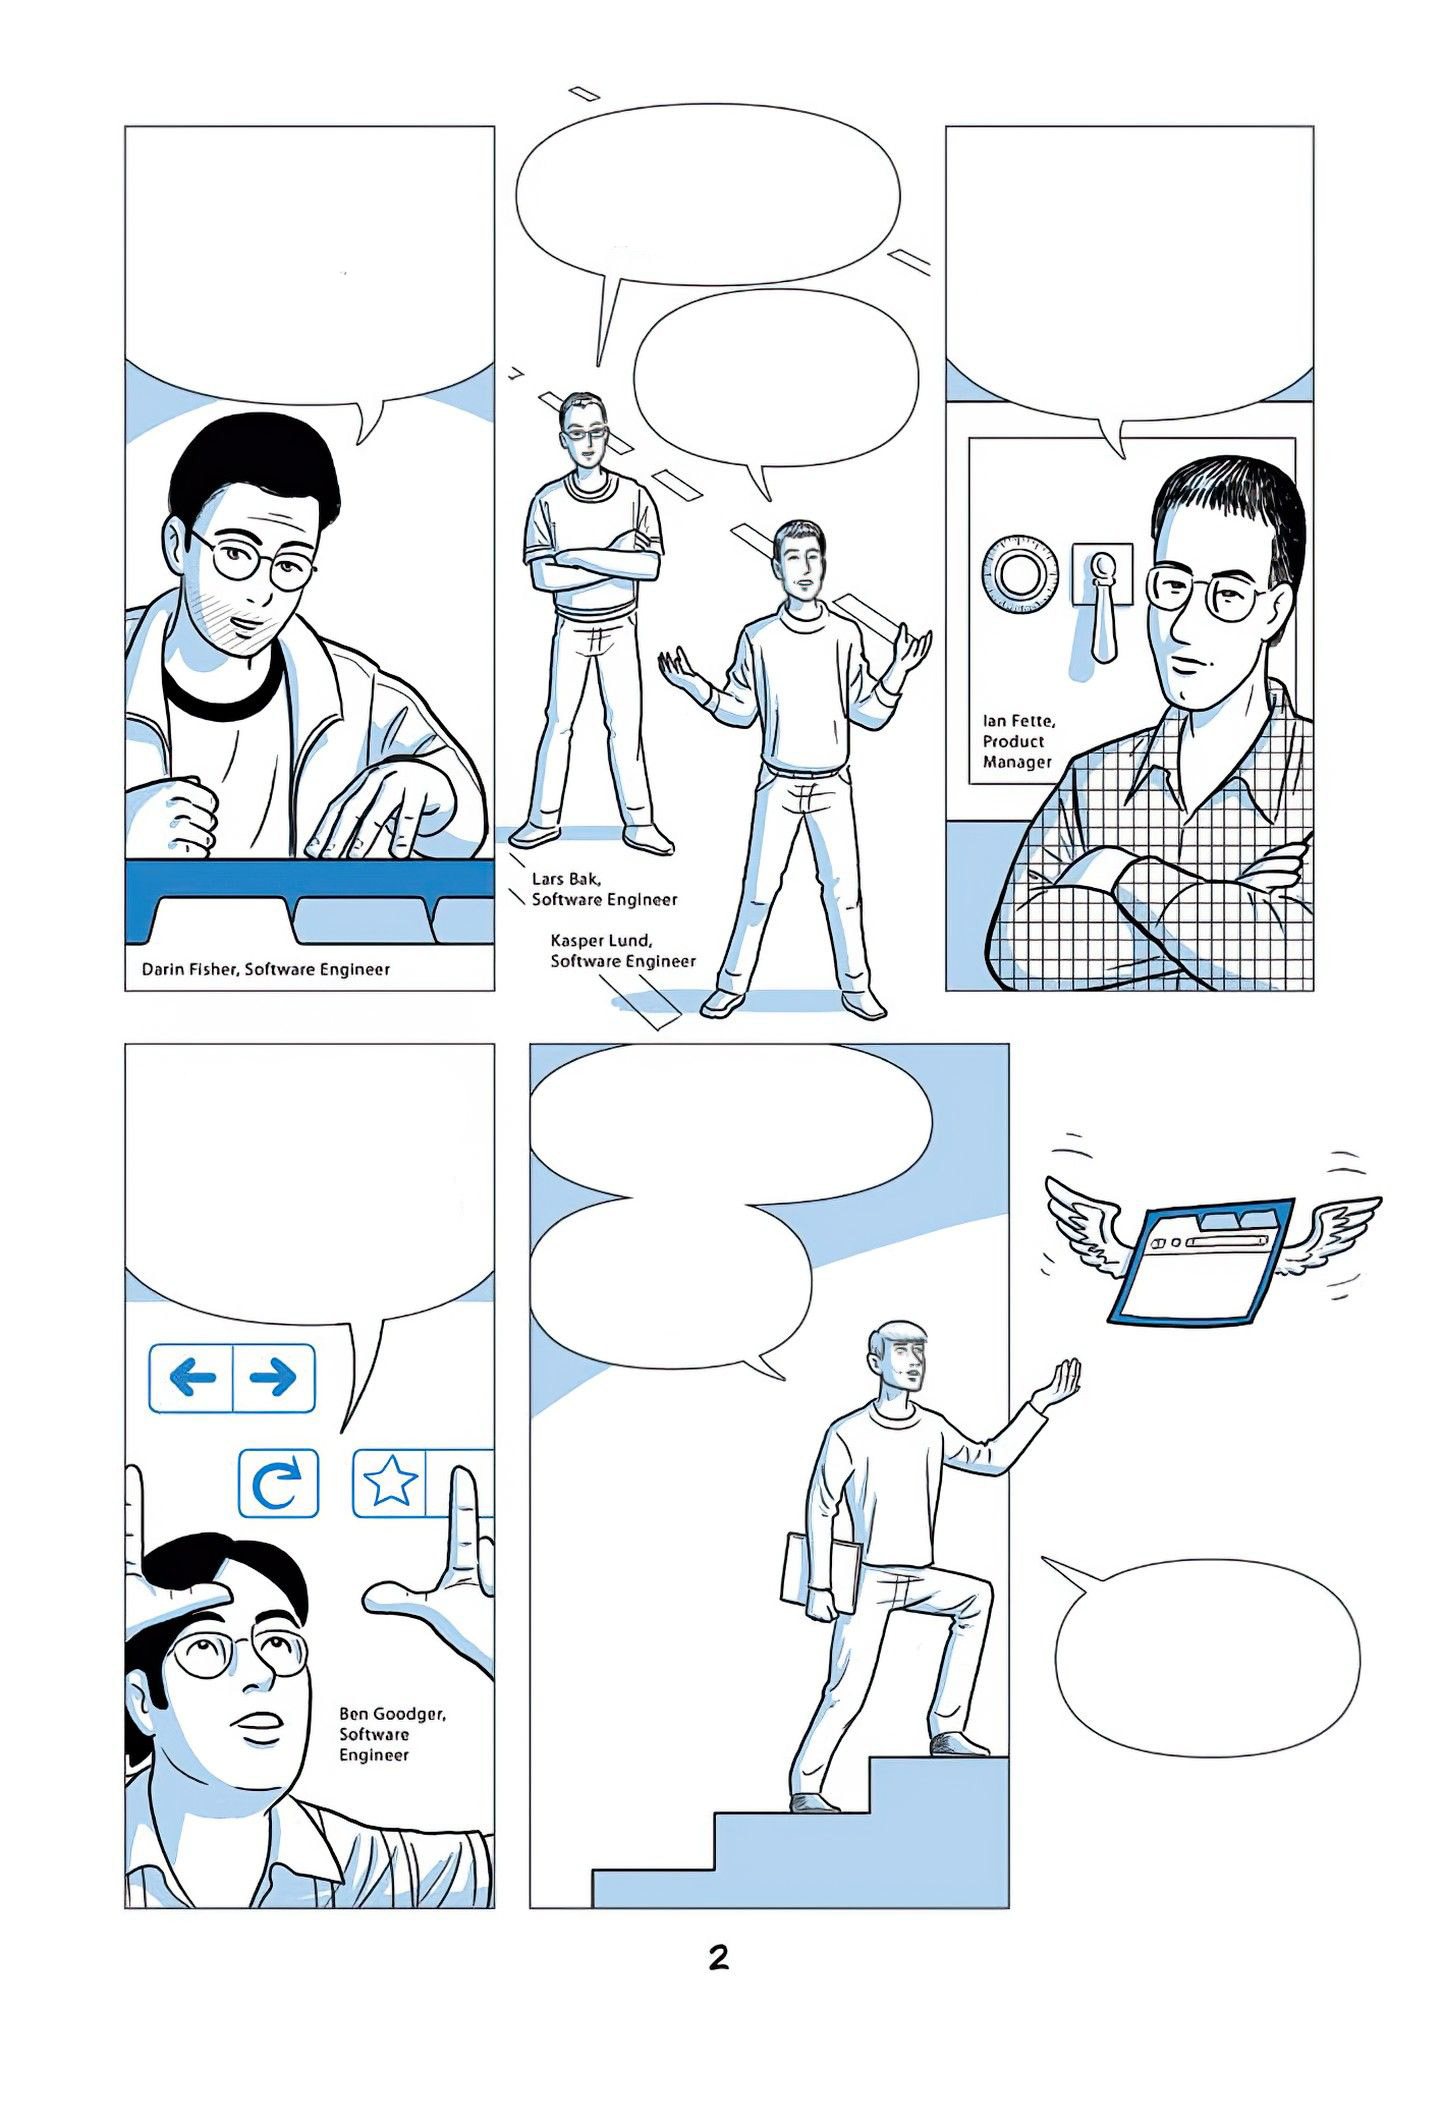 Ian Fette,
Product
Manager
Lars Bak,
Software Engineer
Kasper Lund,
Software Engineer
Darin Fisher, Software Engineer
Ben Goodger,
Software
Engineer
2